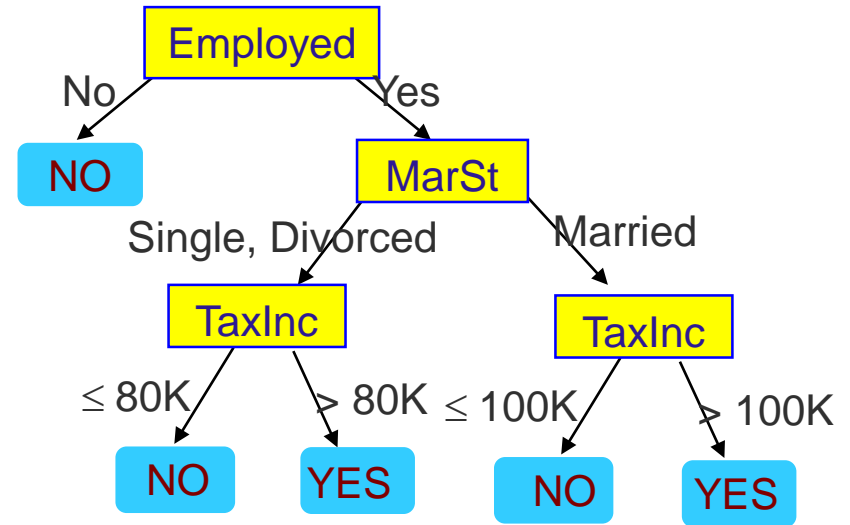 Employed
No
Yes
NO
MarSt
Single, Divorced
Married
TaxInc
TaxInc
≤ 80K
> 80K
≤ 100K
> 100K
NO
YES
NO
YES